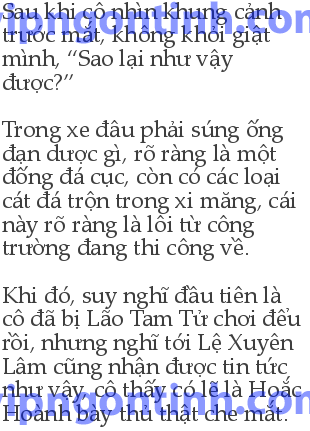 Sau khi cô nhìn khung cảnh
trước mắt, không khỏi giật
mình, “Sao lại như vậy
được?”
Trong xe đâu phải súng ống
đạn dược gì, rõ ràng là một
đống đá cục, còn có các loại
cát đá trộn trong xi măng, cái
này rõ ràng là lôi từ công
trường đang thi công về.
Khi đó, suy nghĩ đầu tiên là
cô đã bị Lão Tam Tử chơi đểu
rồi, nhưng nghĩ tới Lệ Xuyên
Lâm cũng nhận được tin tức
như vậy, cô thấy có lẽ là Hoắc
Hoành bày thủ thuật che mắt.
vipngontinh.com
vipngontinh.com